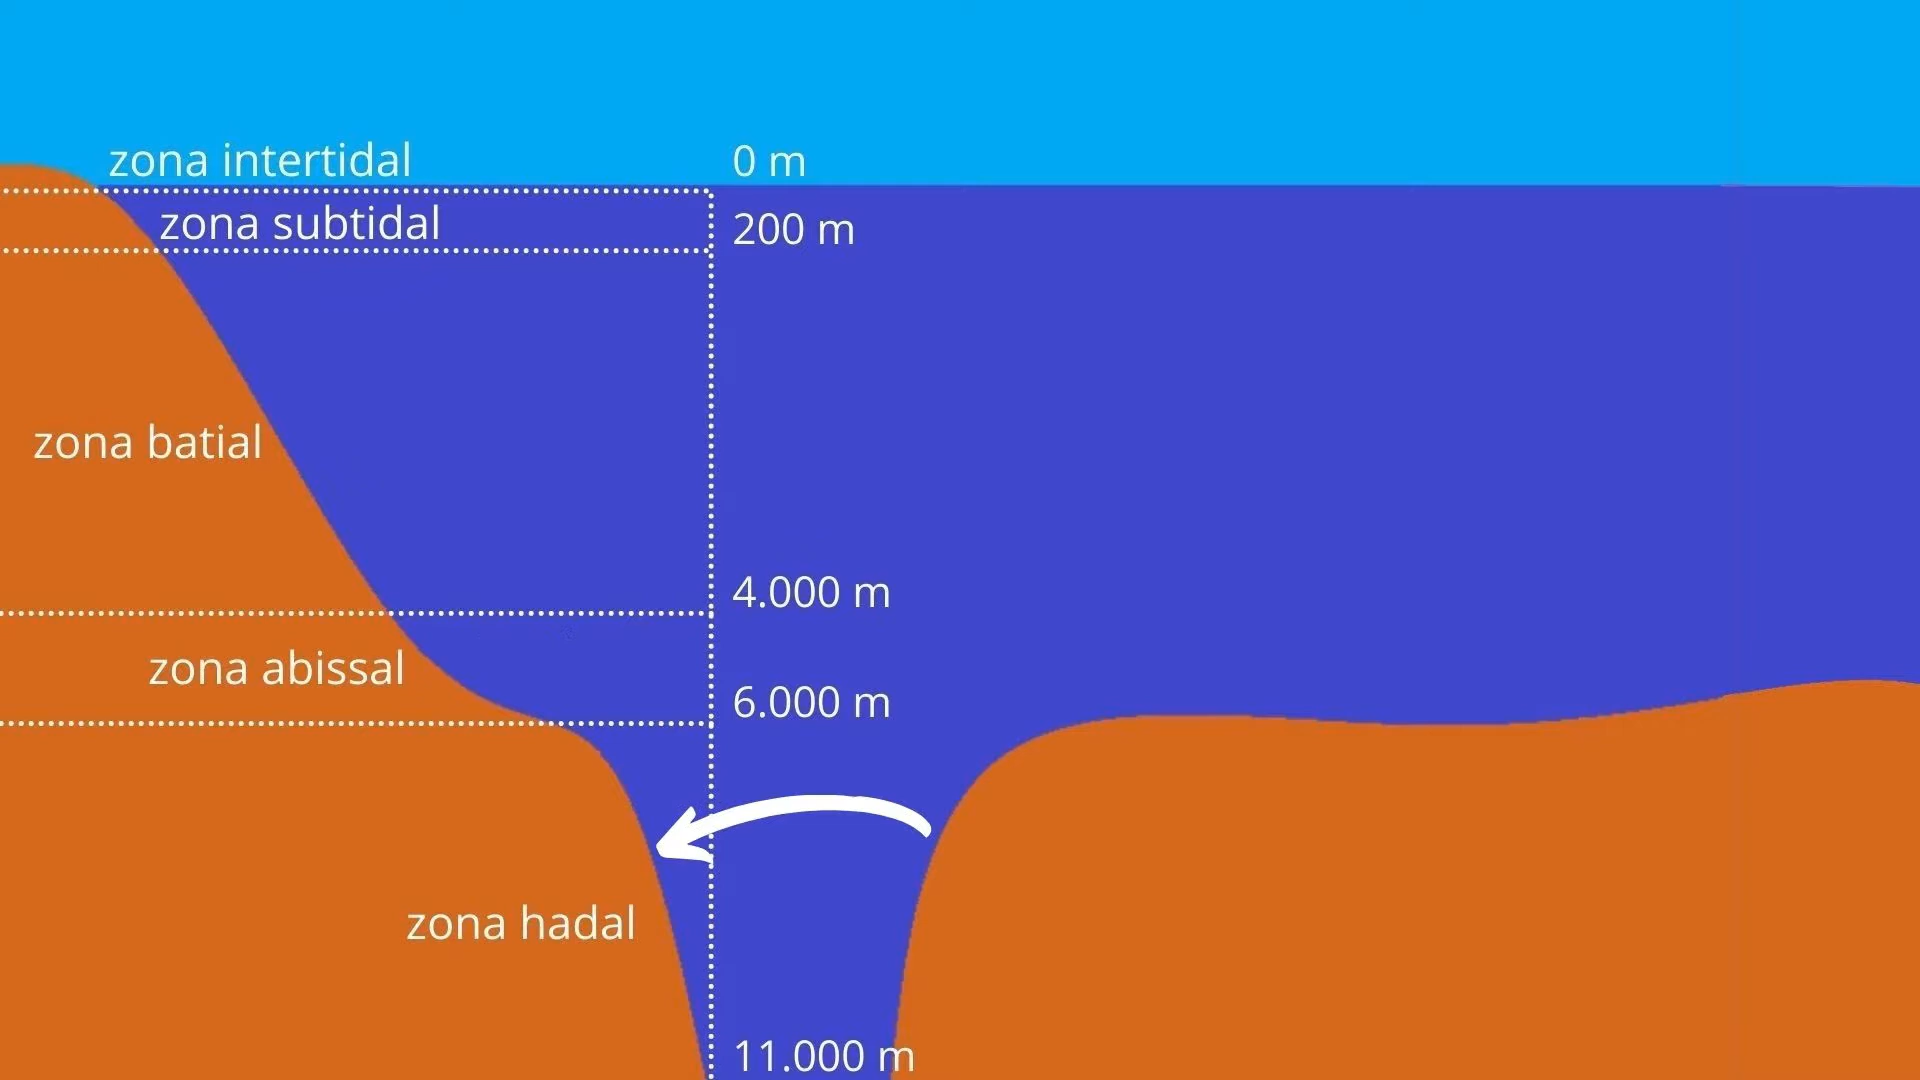 zona intertidal
0 m
zona subtidal
200 m
zona batial
4.000 m
zona abissal
6.000 m
zona hadal
11.000 m